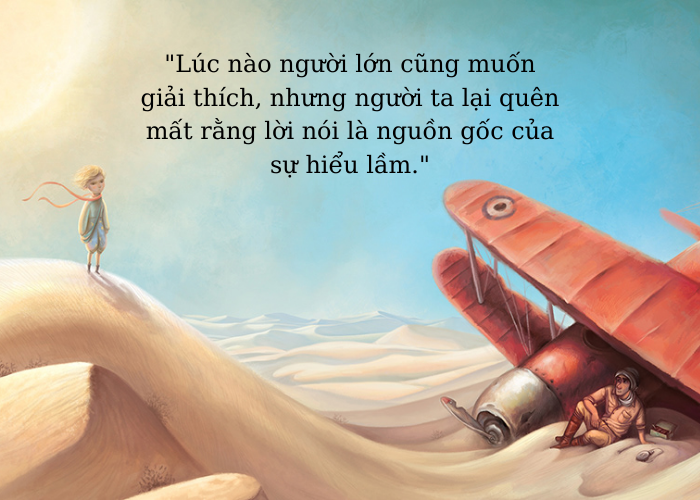 "Lúc nào người lớn cũng muốn
giải thích, nhưng người ta lại quên
mất rằng lời nói là nguồn gốc của
sự hiểu lầm."